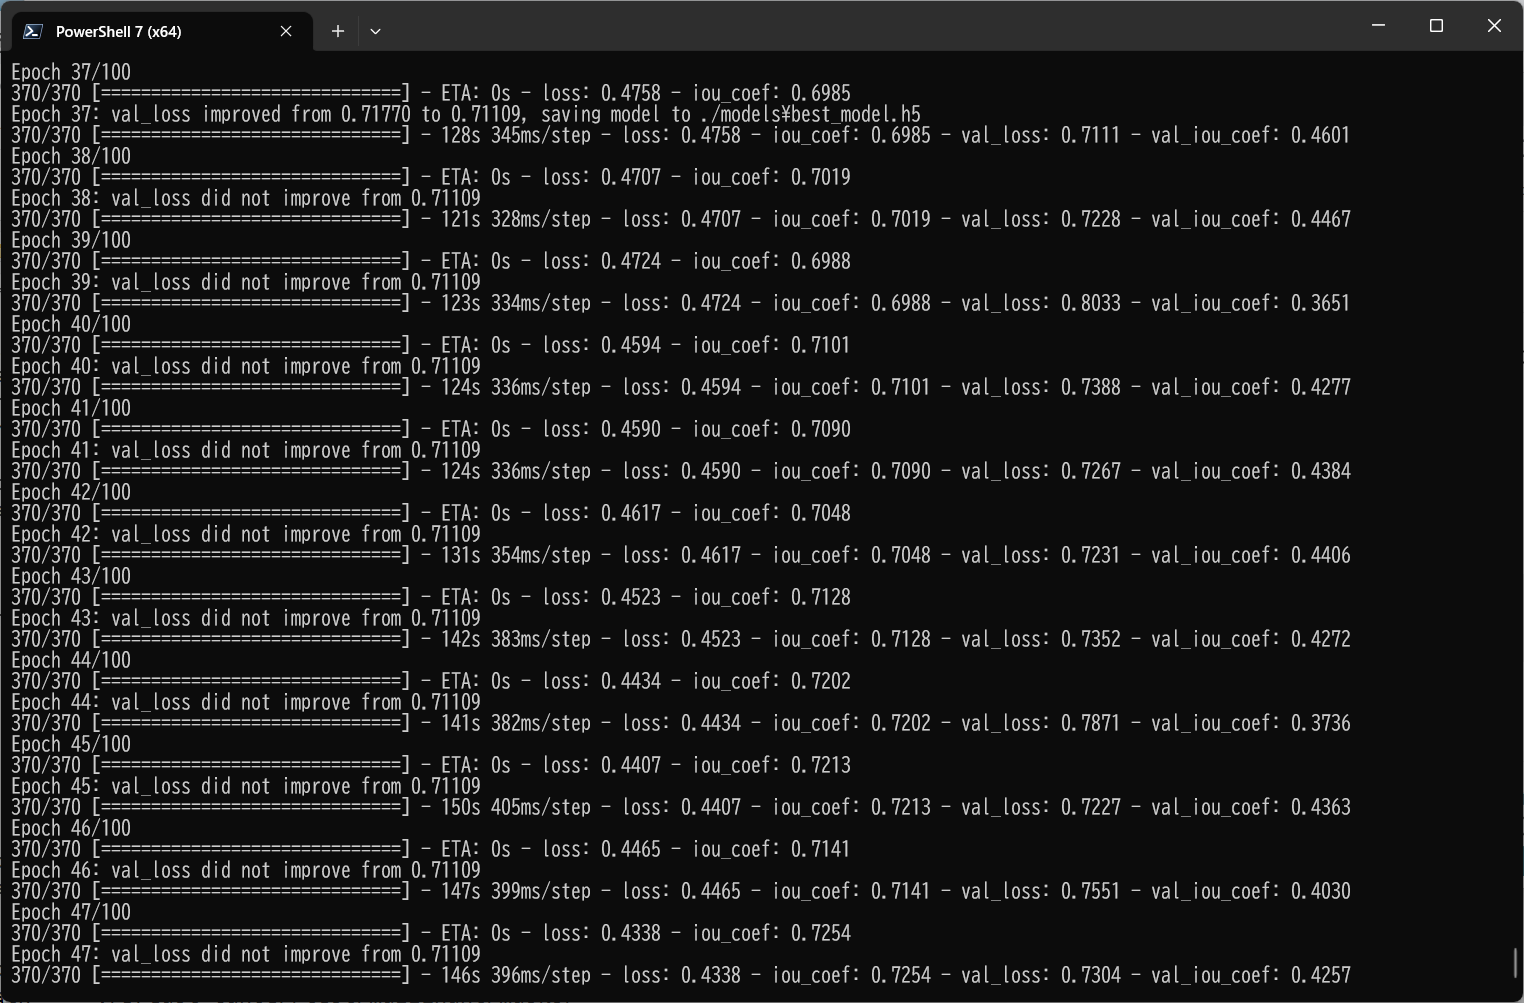 PowerShell 7 (x64)
Epoch 37/100
370/370 [==============================] - ETA: 0s - loss: 0.4758 - iou_coef: 0.6985
Epoch 37: val_loss improved from 0.71770 to 0.71109, saving model to ./models¥best_model.h5
370/370 [==============================] - 128s 345ms/step - loss: 0.4758 - iou_coef: 0.6985 - val_loss: 0.7111 - val_iou_coef: 0.4601
Epoch 38/100
370/370 [==============================] - ETA: 0s - loss: 0.4707 - iou_coef: 0.7019
Epoch 38: val_loss did not improve from 0.71109
370/370 [==============================] - 121s 328ms/step - loss: 0.4707 - iou_coef: 0.7019 - val_loss: 0.7228 - val_iou_coef: 0.4467
Epoch 39/100
370/370 [==============================] - ETA: 0s - loss: 0.4724 - iou_coef: 0.6988
Epoch 39: val_loss did not improve from 0.71109
370/370 [==============================] - 123s 334ms/step - loss: 0.4724 - iou_coef: 0.6988 - val_loss: 0.8033 - val_iou_coef: 0.3651
Epoch 40/100
370/370 [==============================] - ETA: 0s - loss: 0.4594 - iou_coef: 0.7101
Epoch 40: val_loss did not improve from 0.71109
370/370 [==============================] - 124s 336ms/step - loss: 0.4594 - iou_coef: 0.7101 - val_loss: 0.7388 - val_iou_coef: 0.4277
Epoch 41/100
370/370 [==============================] - ETA: 0s - loss: 0.4590 - iou_coef: 0.7090
Epoch 41: val_loss did not improve from 0.71109
370/370 [==============================] - 124s 336ms/step - loss: 0.4590 - iou_coef: 0.7090 - val_loss: 0.7267 - val_iou_coef: 0.4384
Epoch 42/100
370/370 [==============================] - ETA: 0s - loss: 0.4617 - iou_coef: 0.7048
Epoch 42: val_loss did not improve from 0.71109
370/370 [==============================] - 131s 354ms/step - loss: 0.4617 - iou_coef: 0.7048 - val_loss: 0.7231 - val_iou_coef: 0.4406
Epoch 43/100
370/370 [==============================] - ETA: 0s - loss: 0.4523 - iou_coef: 0.7128
Epoch 43: val_loss did not improve from 0.71109
370/370 [==============================] - 142s 383ms/step - loss: 0.4523 - iou_coef: 0.7128 - val_loss: 0.7352 - val_iou_coef: 0.4272
Epoch 44/100
370/370 [==============================] - ETA: 0s - loss: 0.4434 - iou_coef: 0.7202
Epoch 44: val_loss did not improve from 0.71109
370/370 [==============================] - 141s 382ms/step - loss: 0.4434 - iou_coef: 0.7202 - val_loss: 0.7871 - val_iou_coef: 0.3736
Epoch 45/100
370/370 [==============================] - ETA: 0s - loss: 0.4407 - iou_coef: 0.7213
Epoch 45: val_loss did not improve from 0.71109
370/370 [==============================] - 150s 405ms/step - loss: 0.4407 - iou_coef: 0.7213 - val_loss: 0.7227 - val_iou_coef: 0.4363
Epoch 46/100
370/370 [==============================] - ETA: 0s - loss: 0.4465 - iou_coef: 0.7141
Epoch 46: val_loss did not improve from 0.71109
370/370 [==============================] - 147s 399ms/step - loss: 0.4465 - iou_coef: 0.7141 - val_loss: 0.7551 - val_iou_coef: 0.4030
Epoch 47/100
370/370 [==============================] - ETA: 0s - loss: 0.4338 - iou_coef: 0.7254
Epoch 47: val_loss did not improve from 0.71109
370/370 [==============================] - 146s 396ms/step - loss: 0.4338 - iou_coef: 0.7254 - val_loss: 0.7304 - val_iou_coef: 0.4257